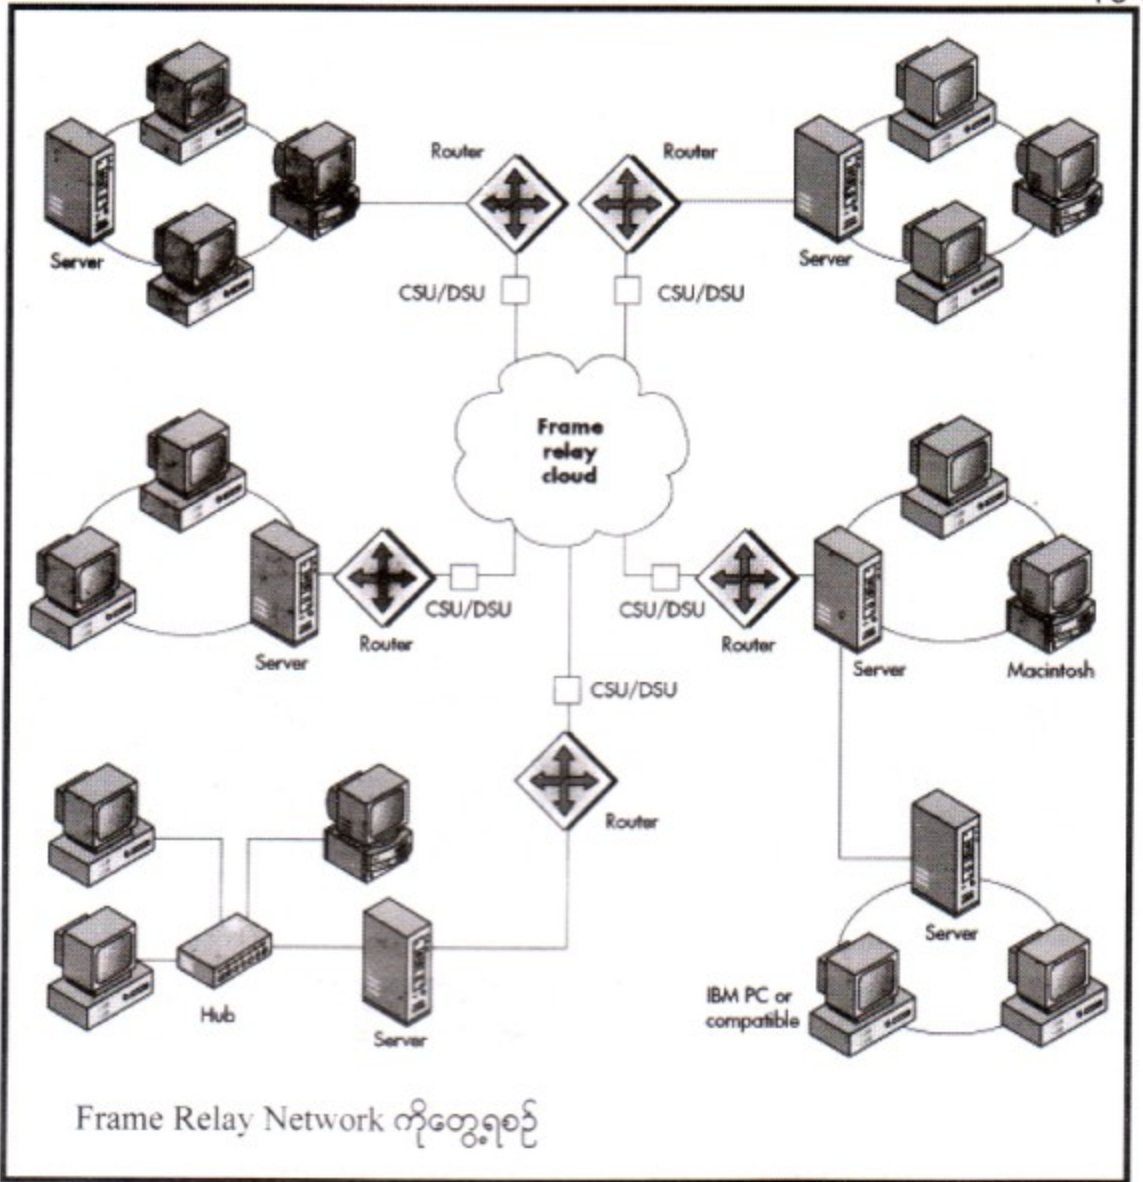 Router
Router
Server
Server
CSU/DSU
CSU/DSU
Frame
relay
cloud
CSU/DSU
CSU/DSU
Router
Router
Server
Server
Macintosh
CSU/DSU
Router
Server
Hub
Server
IBM PC or
compatible
Frame Relay Network ကိုတွေ့ရစဉ်